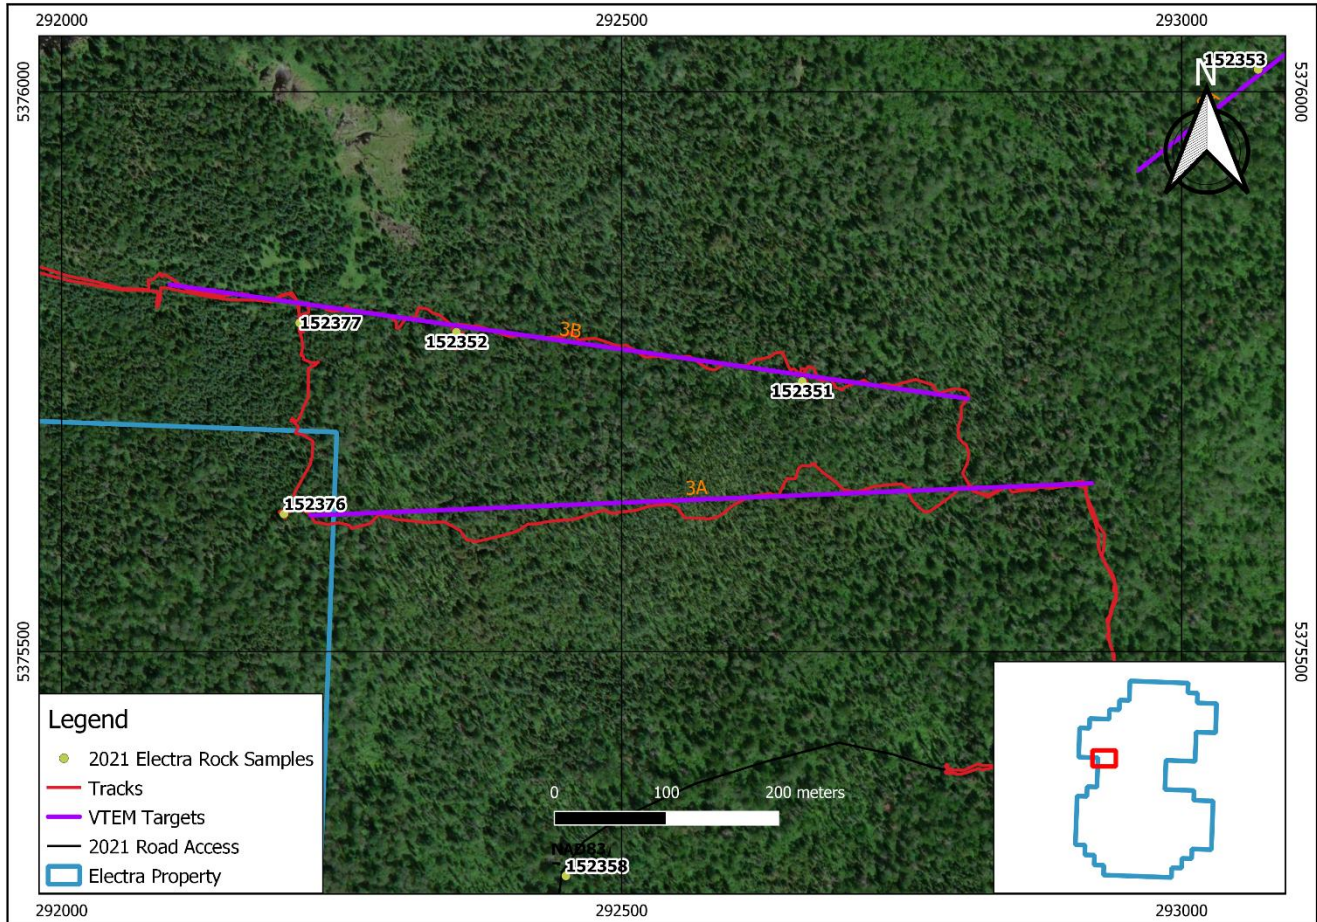 292000 292500 293000
152353
N
5376000 5376000
152377
152352
3B
152351
3A
152376
5375500 5375500
Legend
2021 Electra Rock Samples
Tracks
VTEM Targets
2021 Road Access
Electra Property
0 100 200 meters
NAD83
152358
292000 292500 293000